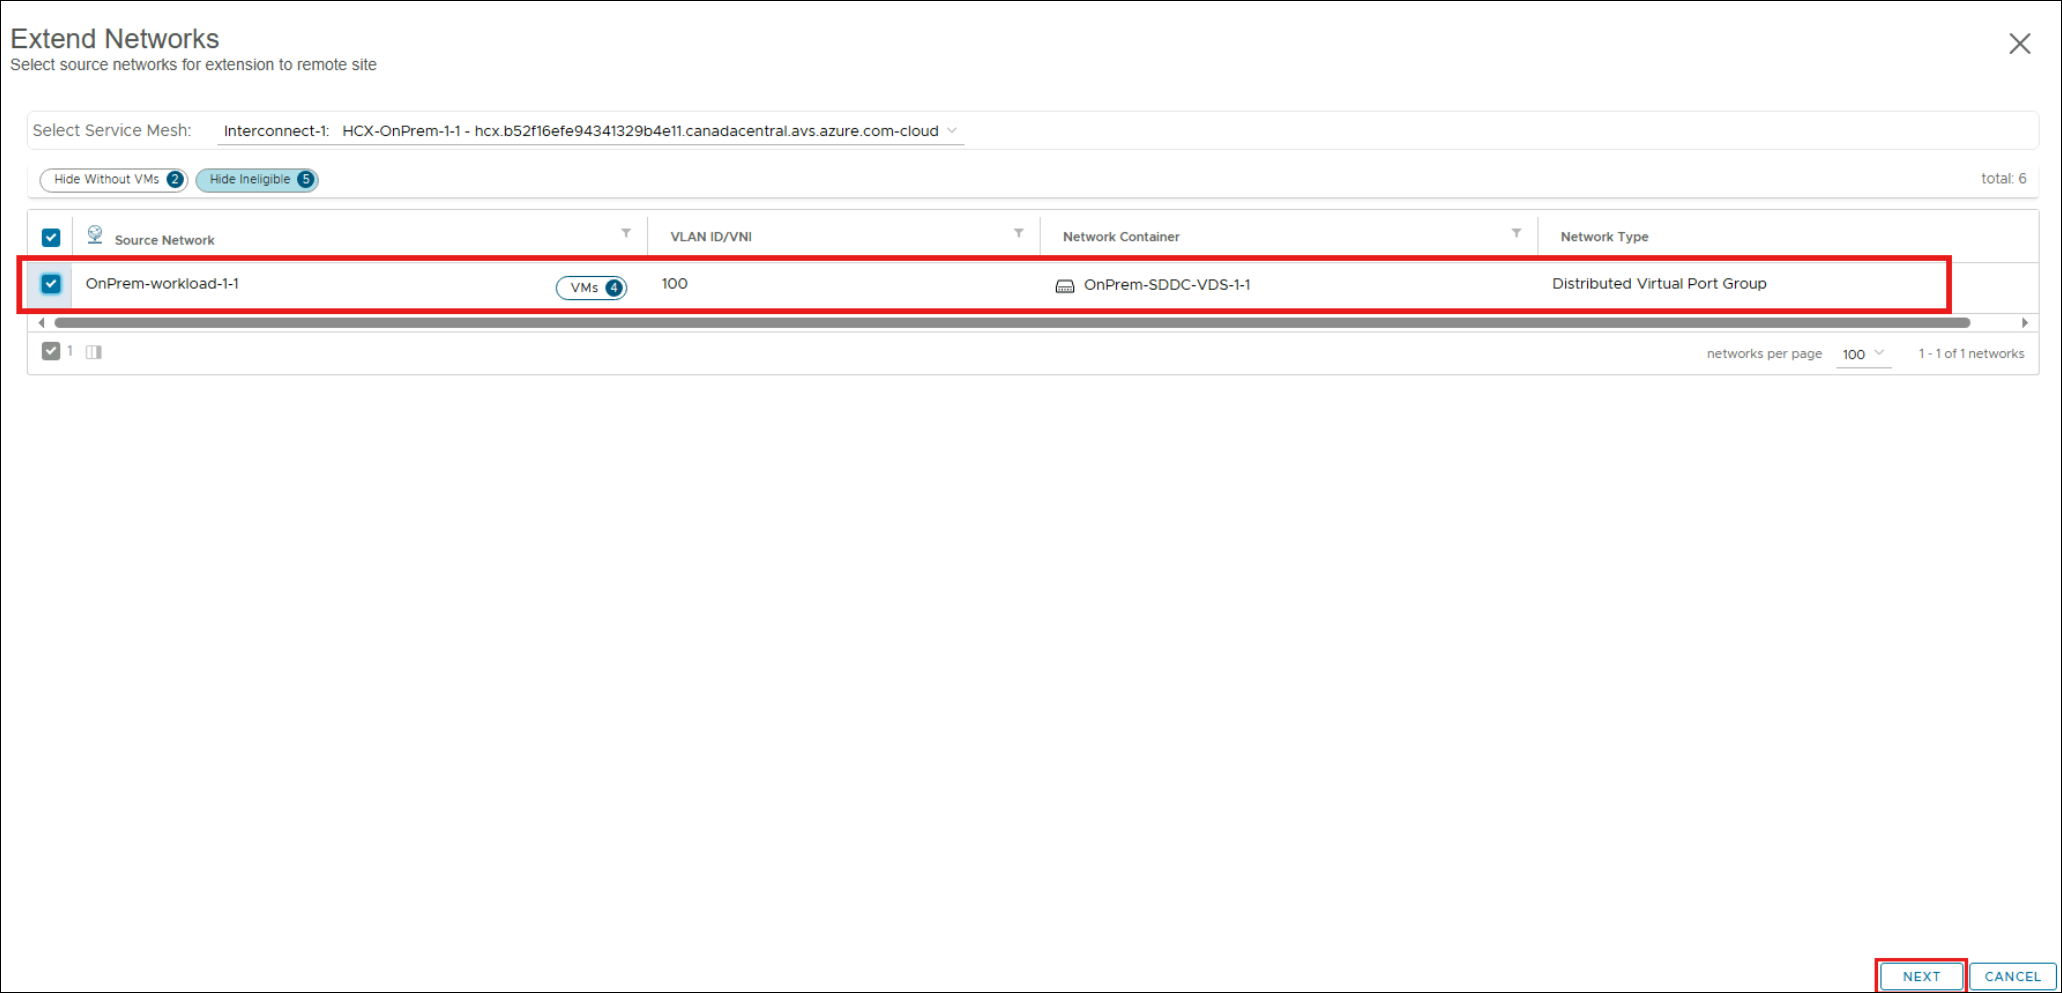 Extend Networks
Select source networks for extension to remote site
Select Service Mesh: Interconnect-1: HCX-OnPrem-1-1 - hcx.b52f16efe94341329b4e11.canadacentral.avs.azure.com-cloud
Hide Without VMs 2 Hide Ineligible 5 total: 6
Source Network VLAN ID/VNI Network Container Network Type
OnPrem-workload-1-1 VMs 4 100 OnPrem-SDDC-VDS-1-1 Distributed Virtual Port Group
1 networks per page 100 1 - 1 of 1 networks
NEXT CANCEL